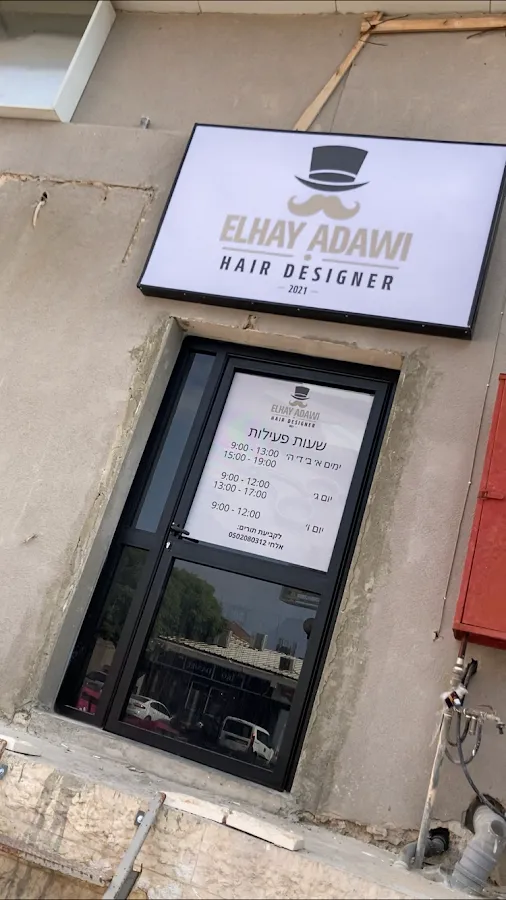 ELHAY ADAWI
HAIR DESIGNER
2021
ELHAY ADAWI
HAIR DESIGNER
שעות פעילות
ימים א׳ ב׳ ד׳ ה׳ 9:00 - 13:00
15:00 - 19:00
יום ג׳ 9:00 - 12:00
13:00 - 17:00
יום ו׳ 9:00 - 12:00
לקביעת תורים:
אלחי 0502080312